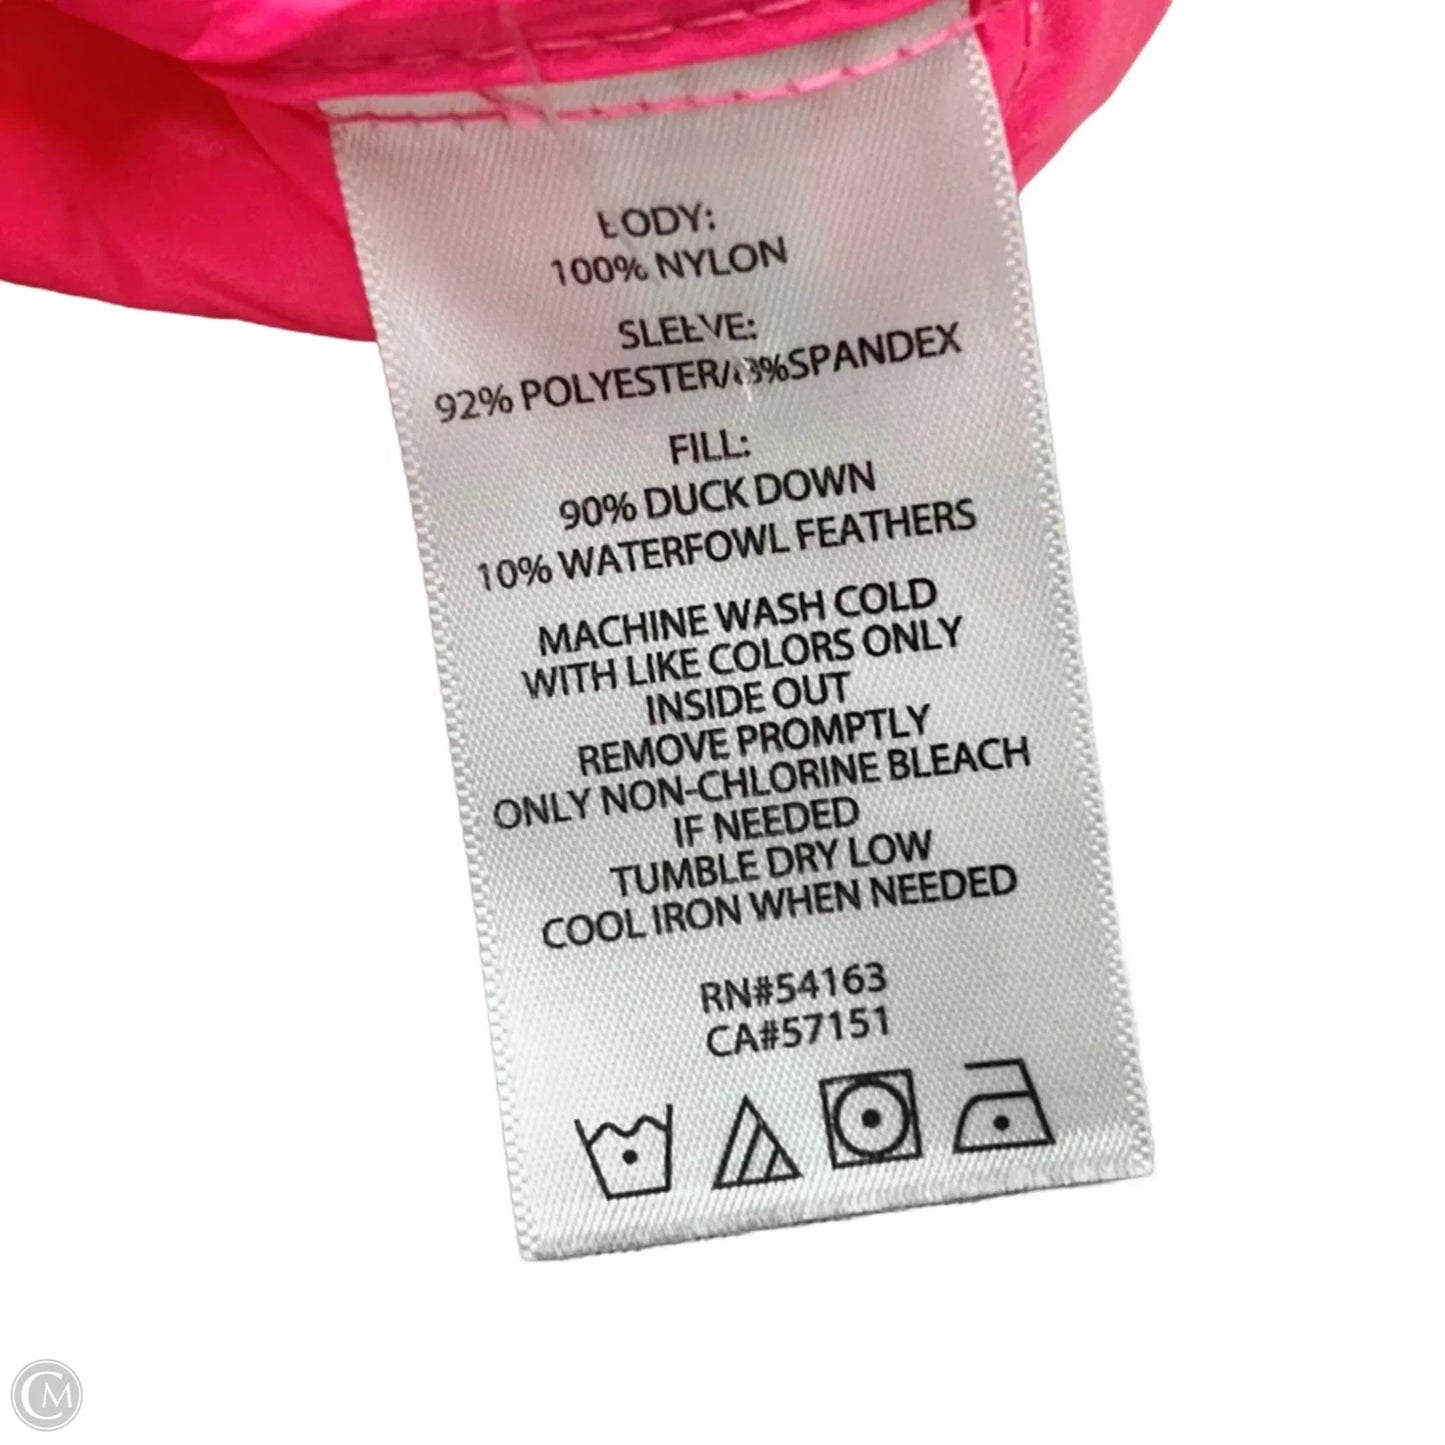 BODY:
100% NYLON
SLEEVE:
92% POLYESTER/8%SPANDEX
FILL:
90% DUCK DOWN
10% WATERFOWL FEATHERS
MACHINE WASH COLD
WITH LIKE COLORS ONLY
INSIDE OUT
REMOVE PROMPTLY
ONLY NON-CHLORINE BLEACH
IF NEEDED
TUMBLE DRY LOW
COOL IRON WHEN NEEDED
RN#54163
CA#57151
CM